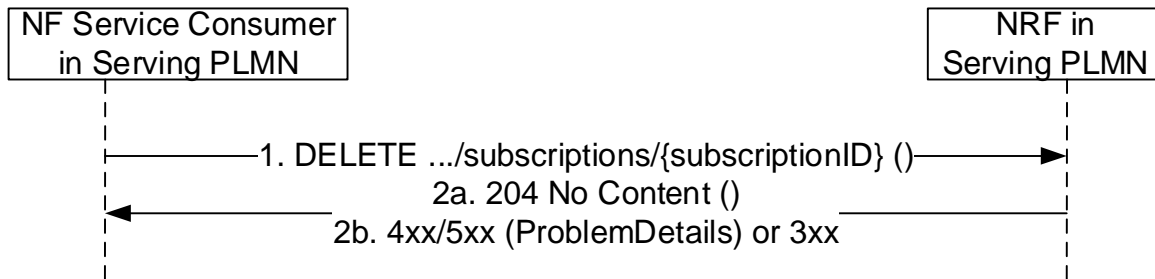 NF Service Consumer
in Serving PLMN
NRF in
Serving PLMN
1. DELETE .../subscriptions/{subscriptionID} ()
2a. 204 No Content ()
2b. 4xx/5xx (ProblemDetails) or 3xx